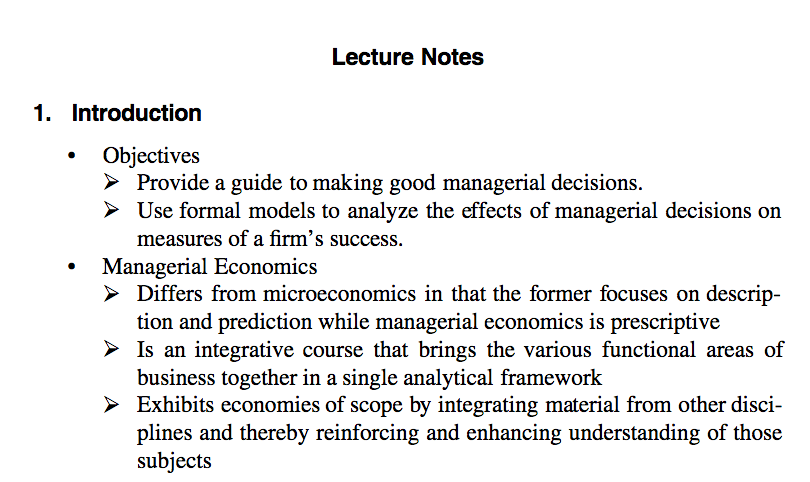 Lecture Notes
1. Introduction
• Objectives
➢ Provide a guide to making good managerial decisions.
➢ Use formal models to analyze the effects of managerial decisions on
measures of a firm's success.
• Managerial Economics
➢ Differs from microeconomics in that the former focuses on descrip-
tion and prediction while managerial economics is prescriptive
➢ Is an integrative course that brings the various functional areas of
business together in a single analytical framework
➢ Exhibits economies of scope by integrating material from other disci-
plines and thereby reinforcing and enhancing understanding of those
subjects